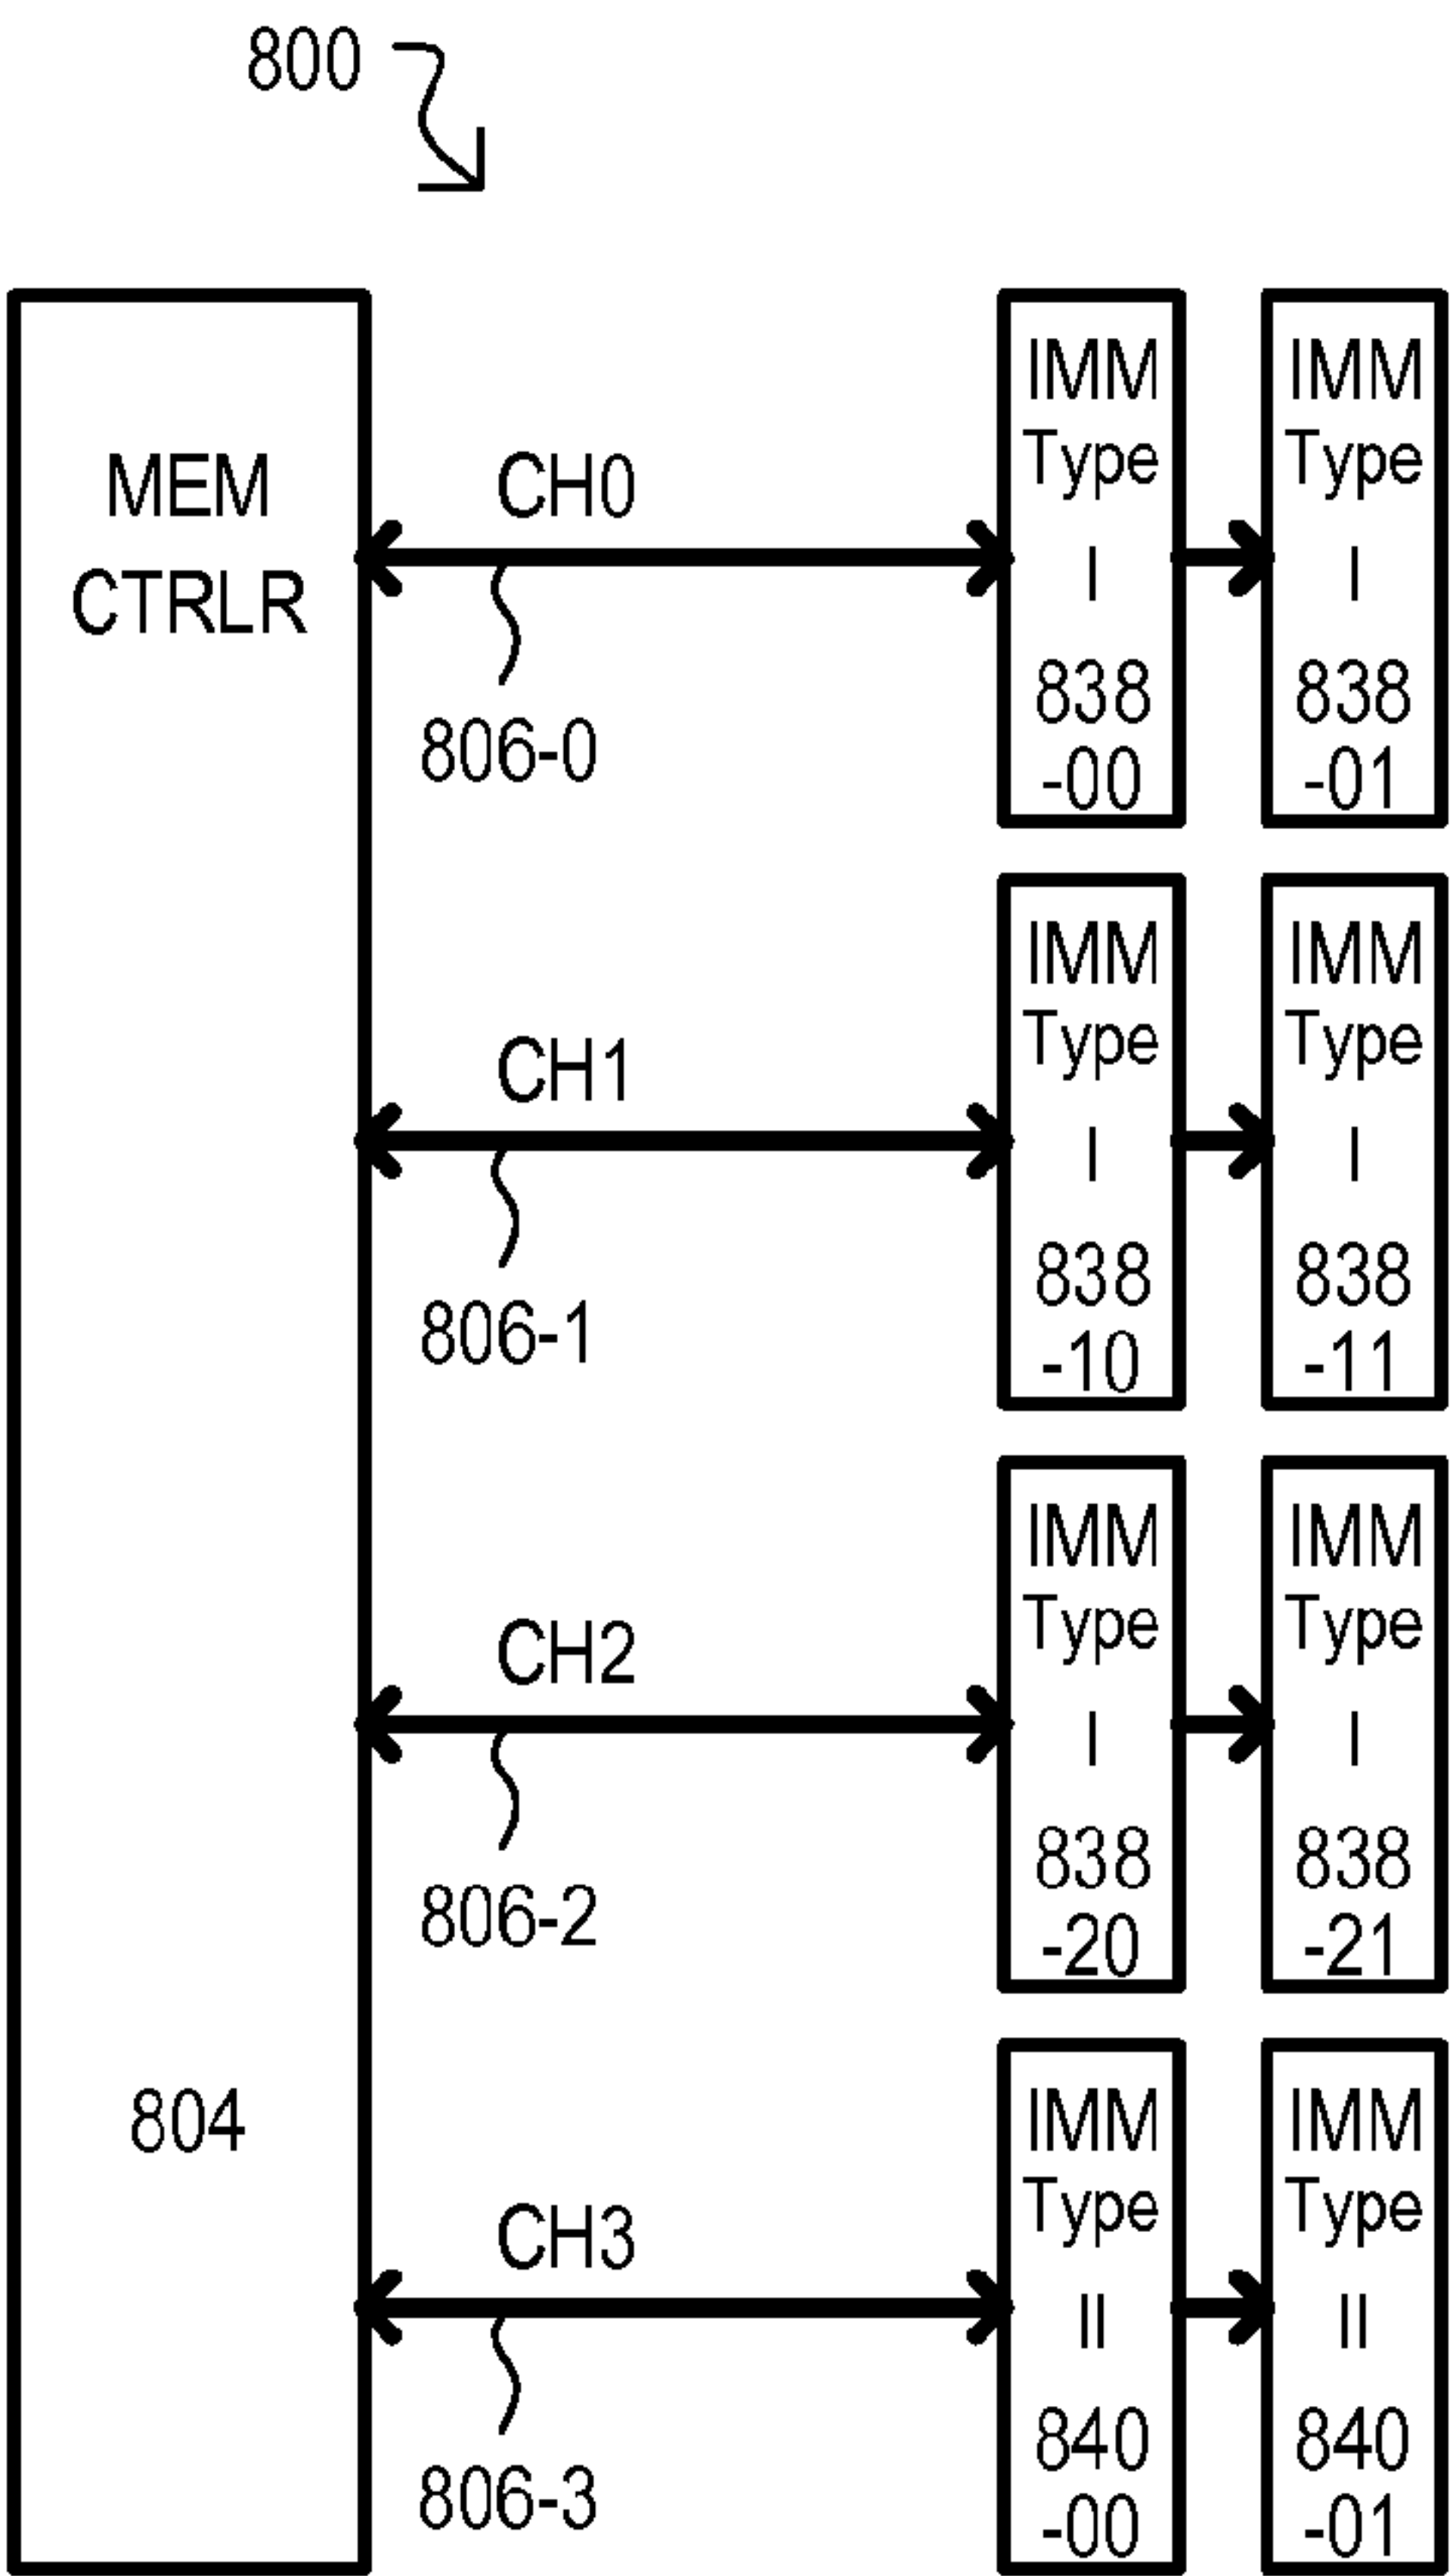 800
MEM
CTRLR
804
CH0
806-0
IMM
Type
I
838
-00
IMM
Type
I
838
-01
CH1
806-1
IMM
Type
I
838
-10
IMM
Type
I
838
-11
CH2
806-2
IMM
Type
I
838
-20
IMM
Type
I
838
-21
CH3
806-3
IMM
Type
II
840
-00
IMM
Type
II
840
-01